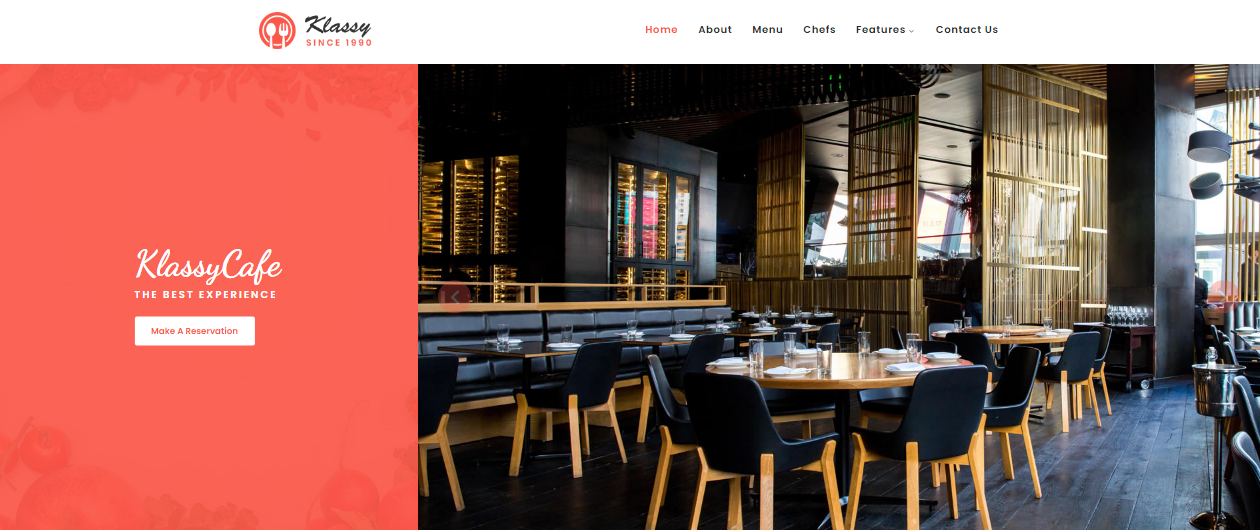 Klassy
SINCE 1990
Home About Menu Chefs Features Contact Us
KlassyCafe
THE BEST EXPERIENCE
Make A Reservation